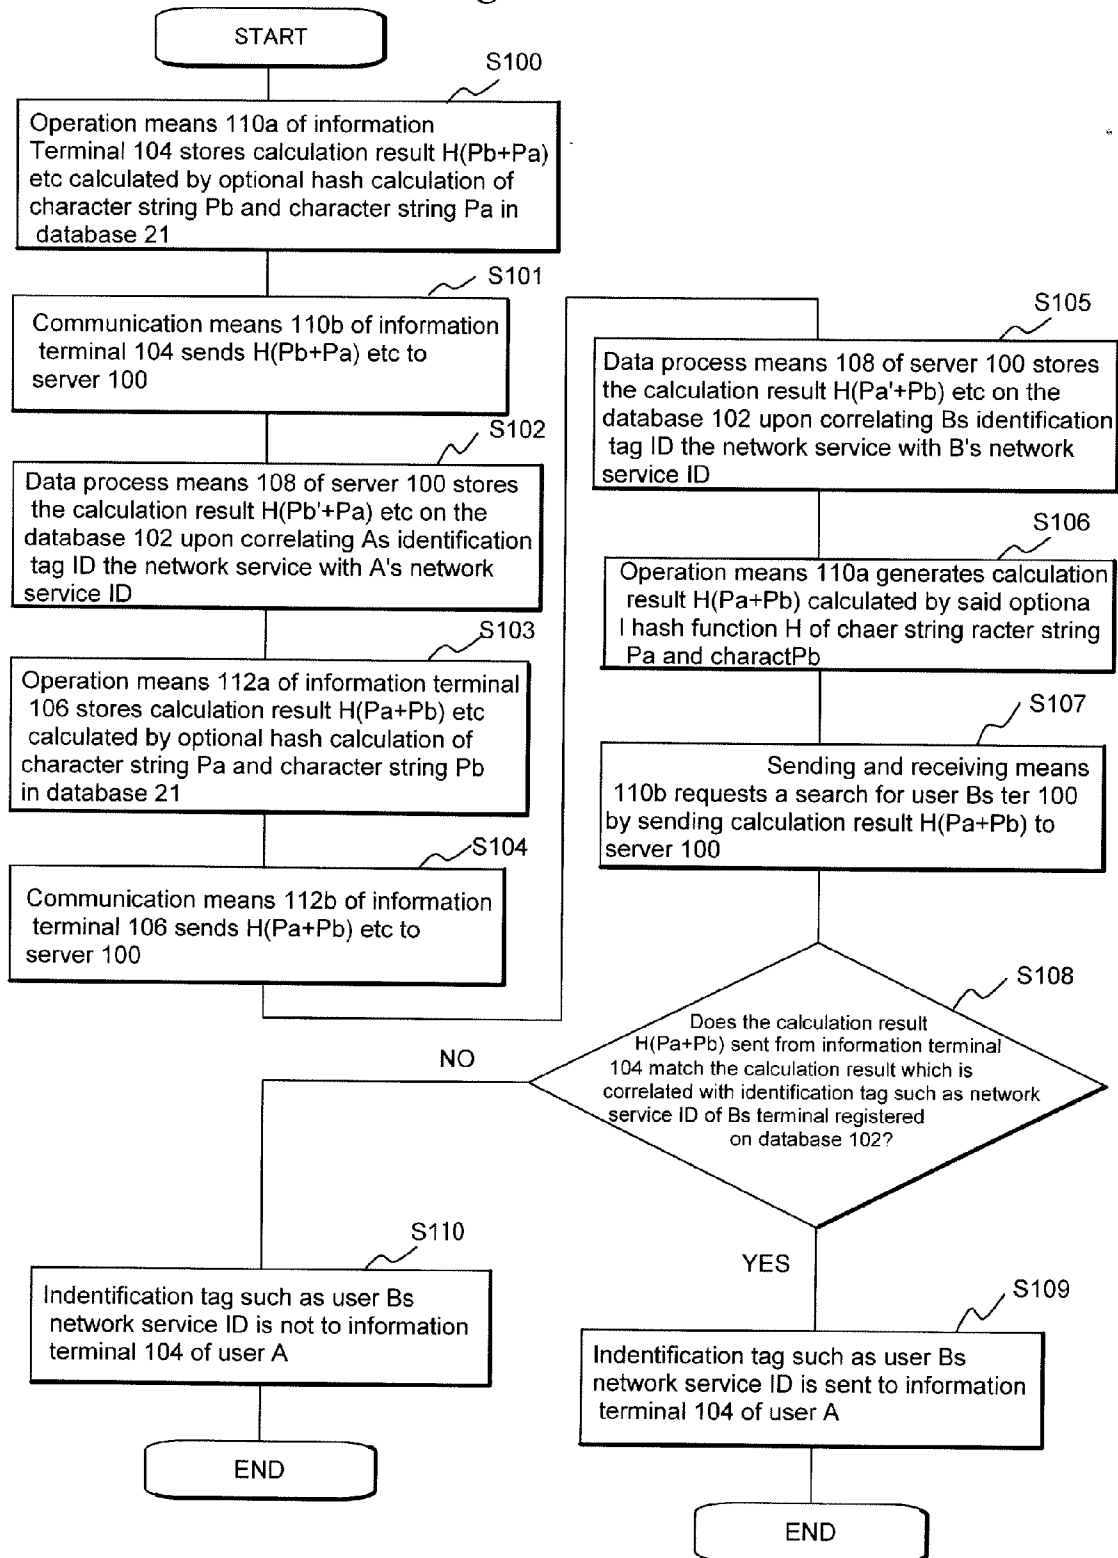 START
S100
Operation means 110a of information
Terminal 104 stores calculation result H(Pb+Pa)
etc calculated by optional hash calculation of
character string Pb and character string Pa in
database 21
S101
Communication means 110b of information
terminal 104 sends H(Pb+Pa) etc to
server 100
S102
Data process means 108 of server 100 stores
the calculation result H(Pb'+Pa) etc on the
database 102 upon correlating As identification
tag ID the network service with A's network
service ID
S103
Operation means 112a of information terminal
106 stores calculation result H(Pa+Pb) etc
calculated by optional hash calculation of
character string Pa and character string Pb
in database 21
S104
Communication means 112b of information
terminal 106 sends H(Pa+Pb) etc to
server 100
S105
Data process means 108 of server 100 stores
the calculation result H(Pa'+Pb) etc on the
database 102 upon correlating Bs identification
tag ID the network service with B's network
service ID
S106
Operation means 110a generates calculation
result H(Pa+Pb) calculated by said optiona
l hash function H of chaer string racter string
Pa and charactPb
S107
Sending and receiving means
110b requests a search for user Bs ter 100
by sending calculation result H(Pa+Pb) to
server 100
S108
Does the calculation result
H(Pa+Pb) sent from information terminal
104 match the calculation result which is
correlated with identification tag such as network
service ID of Bs terminal registered
on database 102?
NO
S110
Indentification tag such as user Bs
network service ID is not to information
terminal 104 of user A
END
YES
S109
Indentification tag such as user Bs
network service ID is sent to information
terminal 104 of user A
END